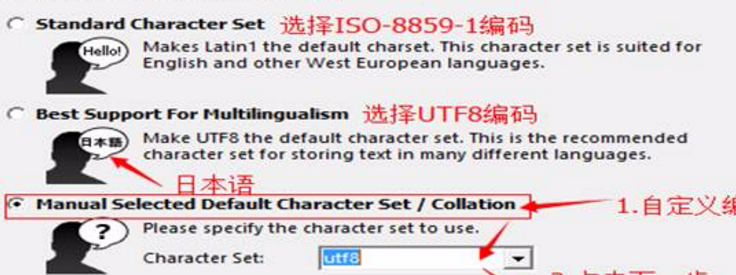 Standard Character Set 选择ISO-8859-1编码
Hello!
Makes Latin1 the default charset. This character set is suited for
English and other West European languages.
Best Support For Multilingualism 选择UTF8编码
日本語
Make UTF8 the default character set. This is the recommended
character set for storing text in many different languages.
日本语
Manual Selected Default Character Set / Collation 1.自定义编
?
Please specify the character set to use.
Character Set: utf8